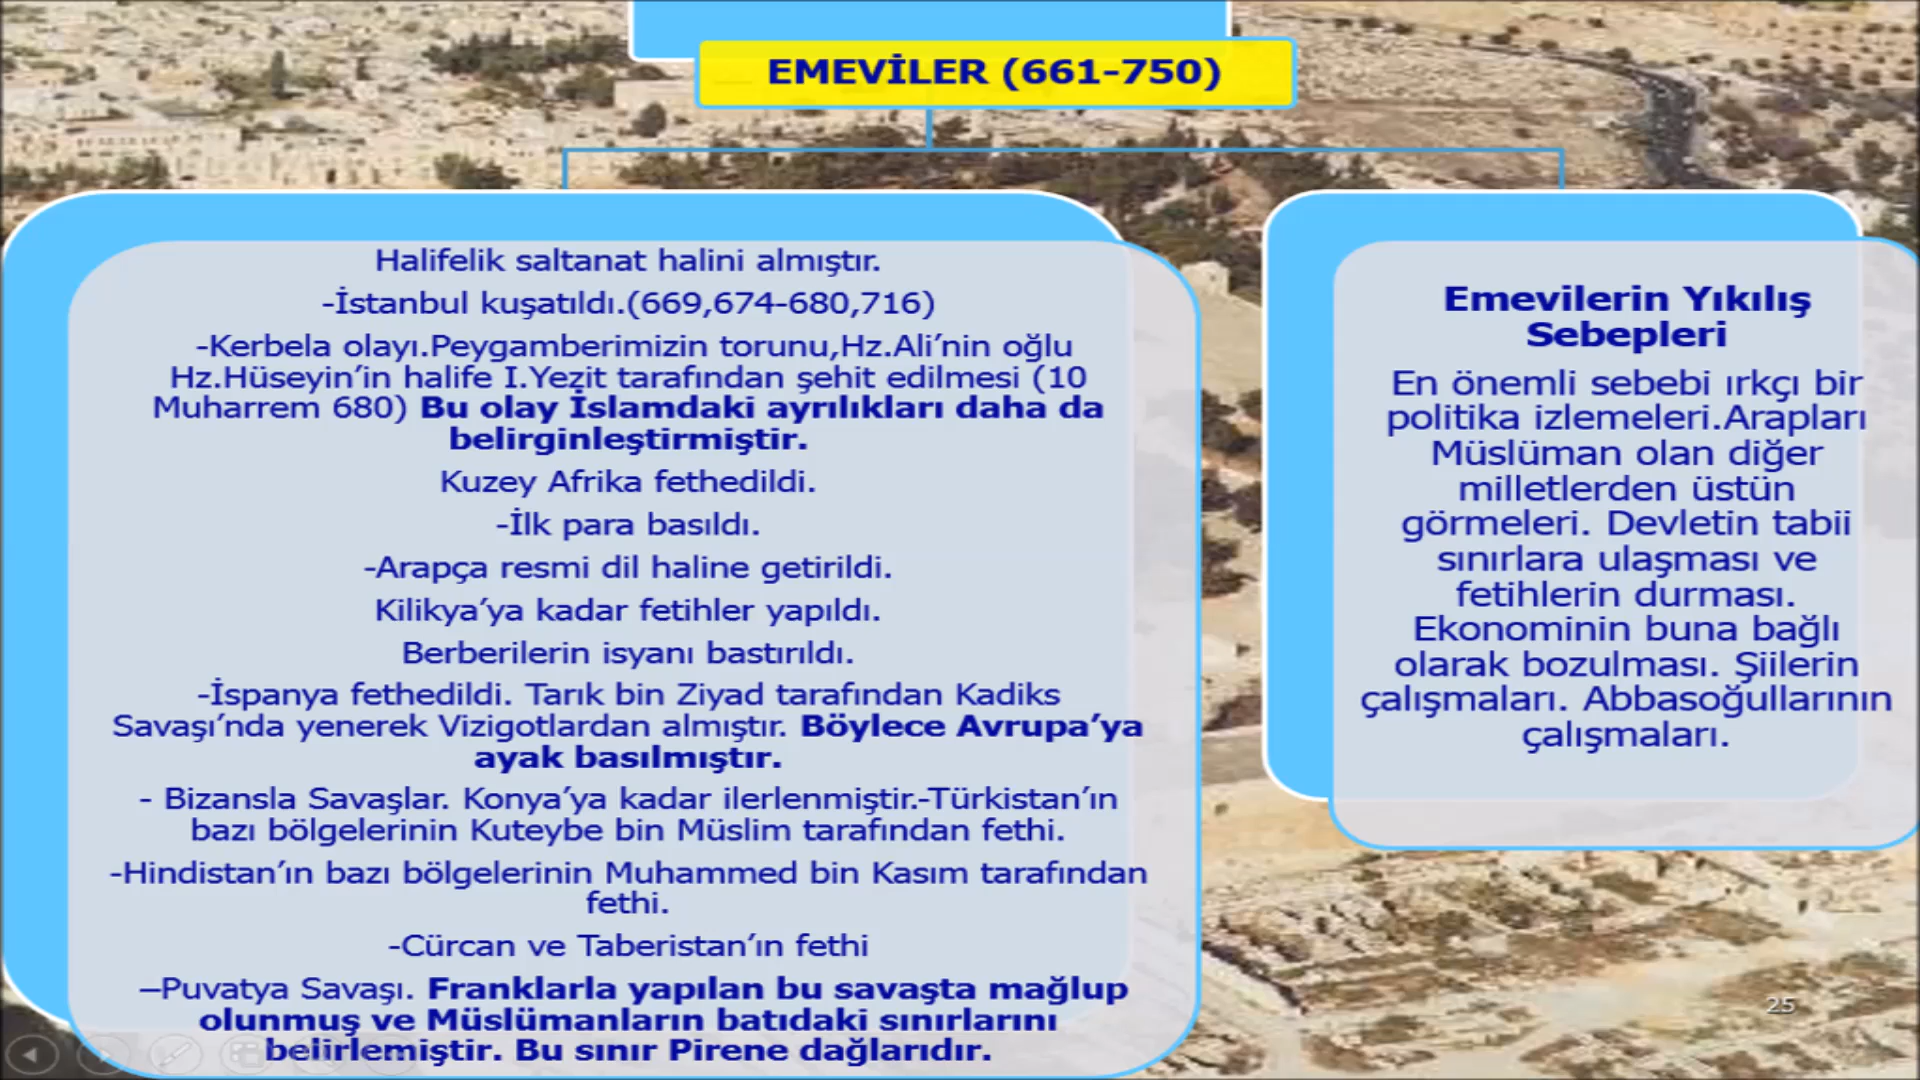 EMEVİLER (661-750)
Halifelik saltanat halini almıştır.
-İstanbul kuşatıldı.(669,674-680,716)
-Kerbela olayı.Peygamberimizin torunu,Hz.Ali’nin oğlu
Hz.Hüseyin’in halife I.Yezit tarafından şehit edilmesi (10
Muharrem 680) Bu olay İslamdaki ayrılıkları daha da
belirginleştirmiştir.
Kuzey Afrika fethedildi.
-İlk para basıldı.
-Arapça resmi dil haline getirildi.
Kilikya’ya kadar fetihler yapıldı.
Berberilerin isyanı bastırıldı.
-İspanya fethedildi. Tarık bin Ziyad tarafından Kadiks
Savaşı’nda yenerek Vizigotlardan almıştır. Böylece Avrupa’ya
ayak basılmıştır.
- Bizansla Savaşlar. Konya’ya kadar ilerlenmiştir.-Türkistan’ın
bazı bölgelerinin Kuteybe bin Müslim tarafından fethi.
-Hindistan’ın bazı bölgelerinin Muhammed bin Kasım tarafından
fethi.
-Cürcan ve Taberistan’ın fethi
–Puvatya Savaşı. Franklarla yapılan bu savaşta mağlup
olunmuş ve Müslümanların batıdaki sınırlarını
belirlemiştir. Bu sınır Pirene dağlarıdır.
Emevilerin Yıkılış
Sebepleri
En önemli sebebi ırkçı bir
politika izlemeleri.Arapları
Müslüman olan diğer
milletlerden üstün
görmeleri. Devletin tabii
sınırlara ulaşması ve
fetihlerin durması.
Ekonominin buna bağlı
olarak bozulması. Şiilerin
çalışmaları. Abbasoğullarının
çalışmaları.
25